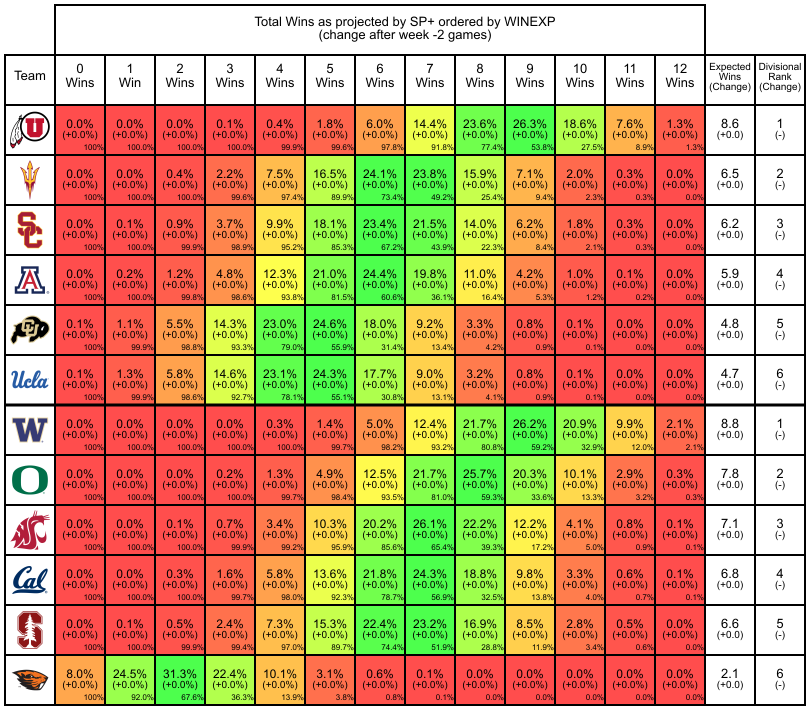 Total Wins as projected by SP+ ordered by WINEXP
(change after week -2 games)
Team
0 Wins
1 Win
2 Wins
3 Wins
4 Wins
5 Wins
6 Wins
7 Wins
8 Wins
9 Wins
10 Wins
11 Wins
12 Wins
Expected Wins (Change)
Divisional Rank (Change)
U
0.0% 0.0% 0.0% 0.1% 0.4% 1.8% 6.0% 14.4% 23.6% 26.3% 18.6% 7.6% 1.3% 8.6 1
(+0.0%) (+0.0%) (+0.0%) (+0.0%) (+0.0%) (+0.0%) (+0.0%) (+0.0%) (+0.0%) (+0.0%) (+0.0%) (+0.0%) (+0.0%) (+0.0) (-)
100% 100.0% 100.0% 100.0% 99.9% 99.6% 97.8% 91.8% 77.4% 53.8% 27.5% 8.9% 1.3%
0.0% 0.0% 0.4% 2.2% 7.5% 16.5% 24.1% 23.8% 15.9% 7.1% 2.0% 0.3% 0.0% 6.5 2
(+0.0%) (+0.0%) (+0.0%) (+0.0%) (+0.0%) (+0.0%) (+0.0%) (+0.0%) (+0.0%) (+0.0%) (+0.0%) (+0.0%) (+0.0%) (+0.0) (-)
100% 100.0% 100.0% 99.6% 97.4% 89.9% 73.4% 49.2% 25.4% 9.4% 2.3% 0.3% 0.0%
SC
0.0% 0.1% 0.9% 3.7% 9.9% 18.1% 23.4% 21.5% 14.0% 6.2% 1.8% 0.3% 0.0% 6.2 3
(+0.0%) (+0.0%) (+0.0%) (+0.0%) (+0.0%) (+0.0%) (+0.0%) (+0.0%) (+0.0%) (+0.0%) (+0.0%) (+0.0%) (+0.0%) (+0.0) (-)
100% 100.0% 99.9% 98.9% 95.2% 85.3% 67.2% 43.9% 22.3% 8.4% 2.1% 0.3% 0.0%
A
0.0% 0.2% 1.2% 4.8% 12.3% 21.0% 24.4% 19.8% 11.0% 4.2% 1.0% 0.1% 0.0% 5.9 4
(+0.0%) (+0.0%) (+0.0%) (+0.0%) (+0.0%) (+0.0%) (+0.0%) (+0.0%) (+0.0%) (+0.0%) (+0.0%) (+0.0%) (+0.0%) (+0.0) (-)
100% 100.0% 99.8% 98.6% 93.8% 81.5% 60.6% 36.1% 16.4% 5.3% 1.2% 0.2% 0.0%
CU
0.1% 1.1% 5.5% 14.3% 23.0% 24.6% 18.0% 9.2% 3.3% 0.8% 0.1% 0.0% 0.0% 4.8 5
(+0.0%) (+0.0%) (+0.0%) (+0.0%) (+0.0%) (+0.0%) (+0.0%) (+0.0%) (+0.0%) (+0.0%) (+0.0%) (+0.0%) (+0.0%) (+0.0) (-)
100% 99.9% 98.8% 93.3% 79.0% 55.9% 31.4% 13.4% 4.2% 0.9% 0.1% 0.0% 0.0%
Ucla
0.1% 1.3% 5.8% 14.6% 23.1% 24.3% 17.7% 9.0% 3.2% 0.8% 0.1% 0.0% 0.0% 4.7 6
(+0.0%) (+0.0%) (+0.0%) (+0.0%) (+0.0%) (+0.0%) (+0.0%) (+0.0%) (+0.0%) (+0.0%) (+0.0%) (+0.0%) (+0.0%) (+0.0) (-)
100% 99.9% 98.6% 92.7% 78.1% 55.1% 30.8% 13.1% 4.1% 0.9% 0.1% 0.0% 0.0%
W
0.0% 0.0% 0.0% 0.0% 0.3% 1.4% 5.0% 12.4% 21.7% 26.2% 20.9% 9.9% 2.1% 8.8 1
(+0.0%) (+0.0%) (+0.0%) (+0.0%) (+0.0%) (+0.0%) (+0.0%) (+0.0%) (+0.0%) (+0.0%) (+0.0%) (+0.0%) (+0.0%) (+0.0) (-)
100% 100.0% 100.0% 100.0% 100.0% 99.7% 98.2% 93.2% 80.8% 59.2% 32.9% 12.0% 2.1%
O
0.0% 0.0% 0.0% 0.2% 1.3% 4.9% 12.5% 21.7% 25.7% 20.3% 10.1% 2.9% 0.3% 7.8 2
(+0.0%) (+0.0%) (+0.0%) (+0.0%) (+0.0%) (+0.0%) (+0.0%) (+0.0%) (+0.0%) (+0.0%) (+0.0%) (+0.0%) (+0.0%) (+0.0) (-)
100% 100.0% 100.0% 100.0% 99.7% 98.4% 93.5% 81.0% 59.3% 33.6% 13.3% 3.2% 0.3%
0.0% 0.0% 0.1% 0.7% 3.4% 10.3% 20.2% 26.1% 22.2% 12.2% 4.1% 0.8% 0.1% 7.1 3
(+0.0%) (+0.0%) (+0.0%) (+0.0%) (+0.0%) (+0.0%) (+0.0%) (+0.0%) (+0.0%) (+0.0%) (+0.0%) (+0.0%) (+0.0%) (+0.0) (-)
100% 100.0% 100.0% 99.9% 99.2% 95.9% 85.6% 65.4% 39.3% 17.2% 5.0% 0.9% 0.1%
Cal
0.0% 0.0% 0.3% 1.6% 5.8% 13.6% 21.8% 24.3% 18.8% 9.8% 3.3% 0.6% 0.1% 6.8 4
(+0.0%) (+0.0%) (+0.0%) (+0.0%) (+0.0%) (+0.0%) (+0.0%) (+0.0%) (+0.0%) (+0.0%) (+0.0%) (+0.0%) (+0.0%) (+0.0) (-)
100% 100.0% 100.0% 99.7% 98.0% 92.3% 78.7% 56.9% 32.5% 13.8% 4.0% 0.7% 0.1%
S
0.0% 0.1% 0.5% 2.4% 7.3% 15.3% 22.4% 23.2% 16.9% 8.5% 2.8% 0.5% 0.0% 6.6 5
(+0.0%) (+0.0%) (+0.0%) (+0.0%) (+0.0%) (+0.0%) (+0.0%) (+0.0%) (+0.0%) (+0.0%) (+0.0%) (+0.0%) (+0.0%) (+0.0) (-)
100% 100.0% 99.9% 99.4% 97.0% 89.7% 74.4% 51.9% 28.8% 11.9% 3.4% 0.6% 0.0%
8.0% 24.5% 31.3% 22.4% 10.1% 3.1% 0.6% 0.1% 0.0% 0.0% 0.0% 0.0% 0.0% 2.1 6
(+0.0%) (+0.0%) (+0.0%) (+0.0%) (+0.0%) (+0.0%) (+0.0%) (+0.0%) (+0.0%) (+0.0%) (+0.0%) (+0.0%) (+0.0%) (+0.0) (-)
100% 92.0% 67.6% 36.3% 13.9% 3.8% 0.8% 0.1% 0.0% 0.0% 0.0% 0.0% 0.0%